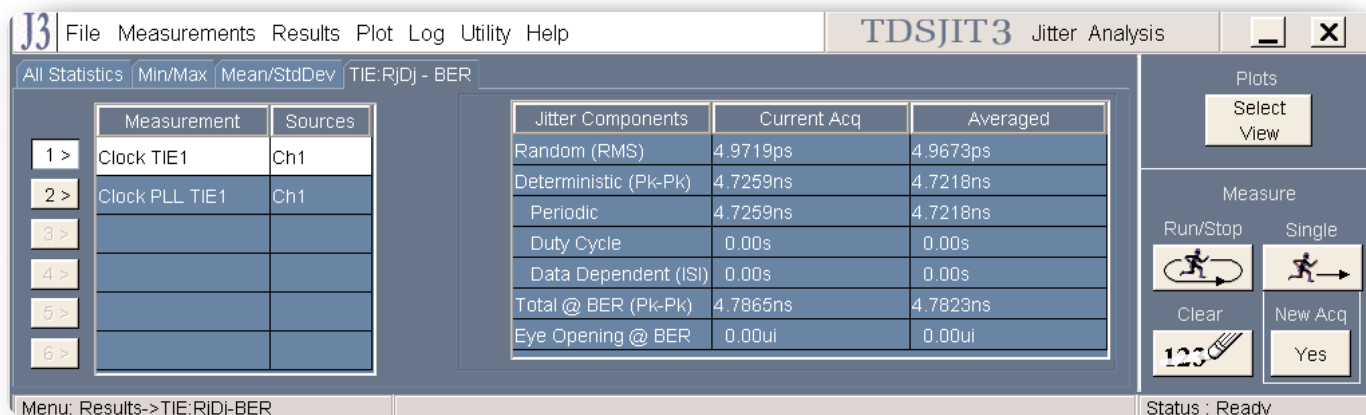 J3 File Measurements Results Plot Log Utility Help TDSJIT3 Jitter Analysis
All Statistics Min/Max Mean/StdDev TIE:RjDj - BER
Measurement Sources
1 > Clock TIE1 Ch1
2 > Clock PLL TIE1 Ch1
3 >
4 >
5 >
6 >
Jitter Components Current Acq Averaged
Random (RMS) 4.9719ps 4.9673ps
Deterministic (Pk-Pk) 4.7259ns 4.7218ns
Periodic 4.7259ns 4.7218ns
Duty Cycle 0.00s 0.00s
Data Dependent (ISI) 0.00s 0.00s
Total @ BER (Pk-Pk) 4.7865ns 4.7823ns
Eye Opening @ BER 0.00ui 0.00ui
Plots
Select
View
Measure
Run/Stop Single
Clear New Acq
123 Yes
Menu: Results->TIE:RjDj-BER Status : Ready